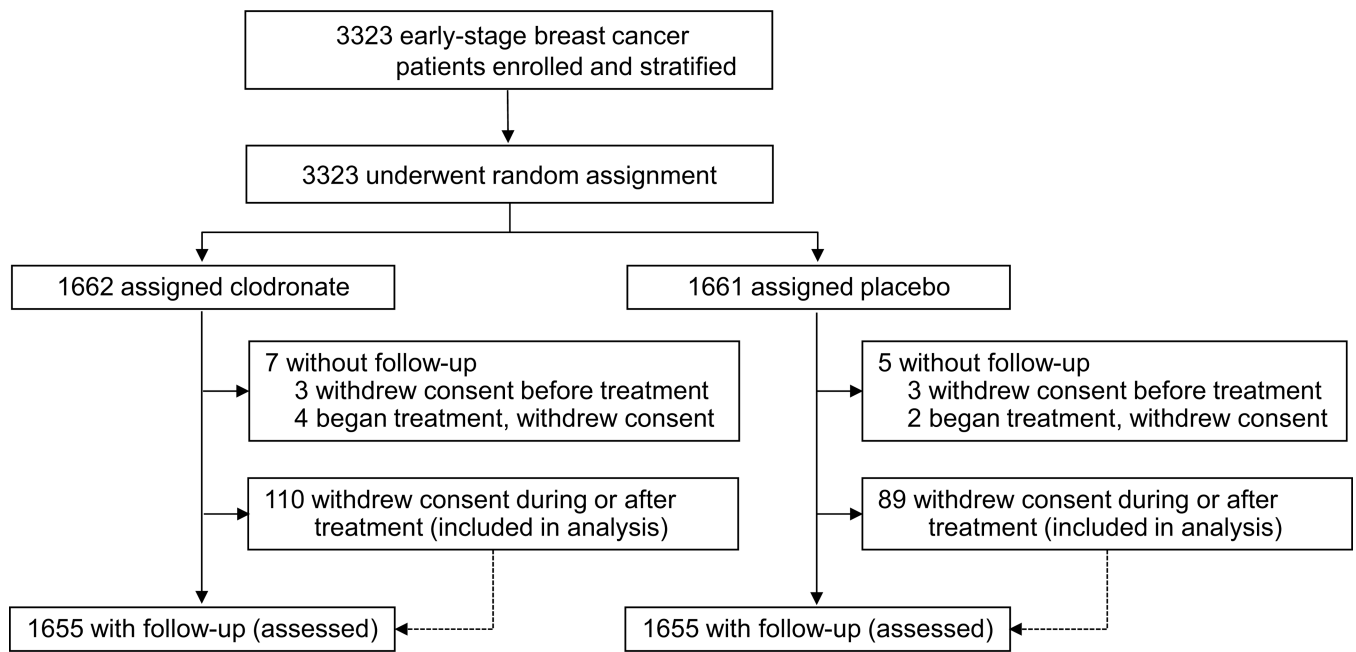 3323 early-stage breast cancer
patients enrolled and stratified
3323 underwent random assignment
1662 assigned clodronate
1661 assigned placebo
7 without follow-up
3 withdrew consent before treatment
4 began treatment, withdrew consent
5 without follow-up
3 withdrew consent before treatment
2 began treatment, withdrew consent
110 withdrew consent during or after
treatment (included in analysis)
89 withdrew consent during or after
treatment (included in analysis)
1655 with follow-up (assessed)
1655 with follow-up (assessed)